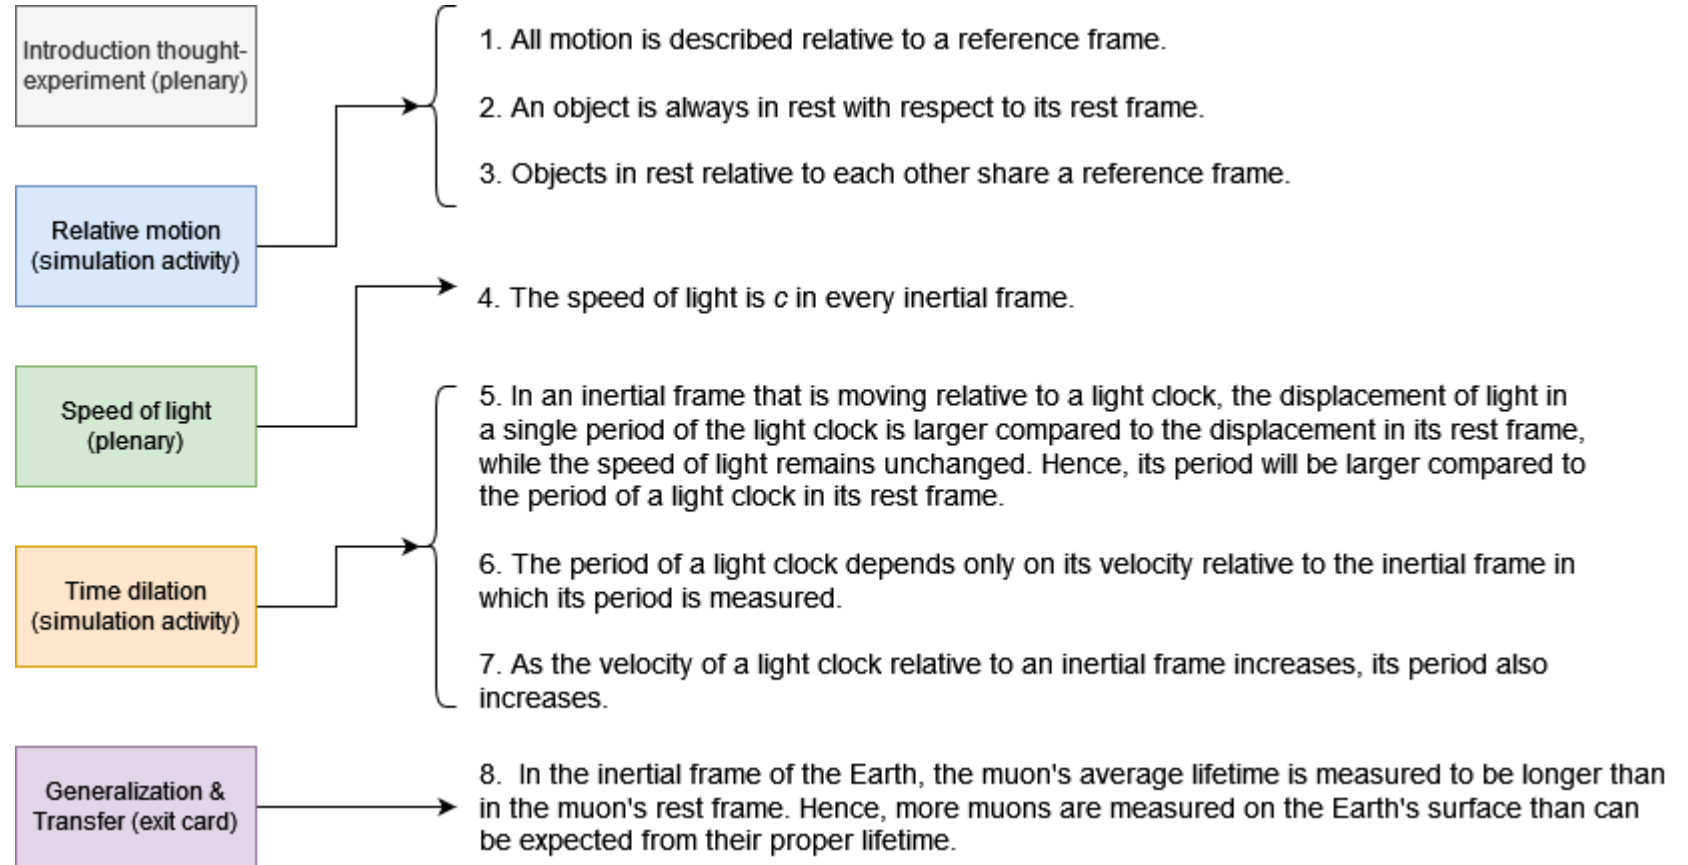 Introduction thought-
experiment (plenary)
1. All motion is described relative to a reference frame.
2. An object is always in rest with respect to its rest frame.
3. Objects in rest relative to each other share a reference frame.
Relative motion
(simulation activity)
4. The speed of light is c in every inertial frame.
Speed of light
(plenary)
5. In an inertial frame that is moving relative to a light clock, the displacement of light in
a single period of the light clock is larger compared to the displacement in its rest frame,
while the speed of light remains unchanged. Hence, its period will be larger compared to
the period of a light clock in its rest frame.
Time dilation
(simulation activity)
6. The period of a light clock depends only on its velocity relative to the inertial frame in
which its period is measured.
7. As the velocity of a light clock relative to an inertial frame increases, its period also
increases.
Generalization &
Transfer (exit card)
8.  In the inertial frame of the Earth, the muon's average lifetime is measured to be longer than
in the muon's rest frame. Hence, more muons are measured on the Earth's surface than can
be expected from their proper lifetime.